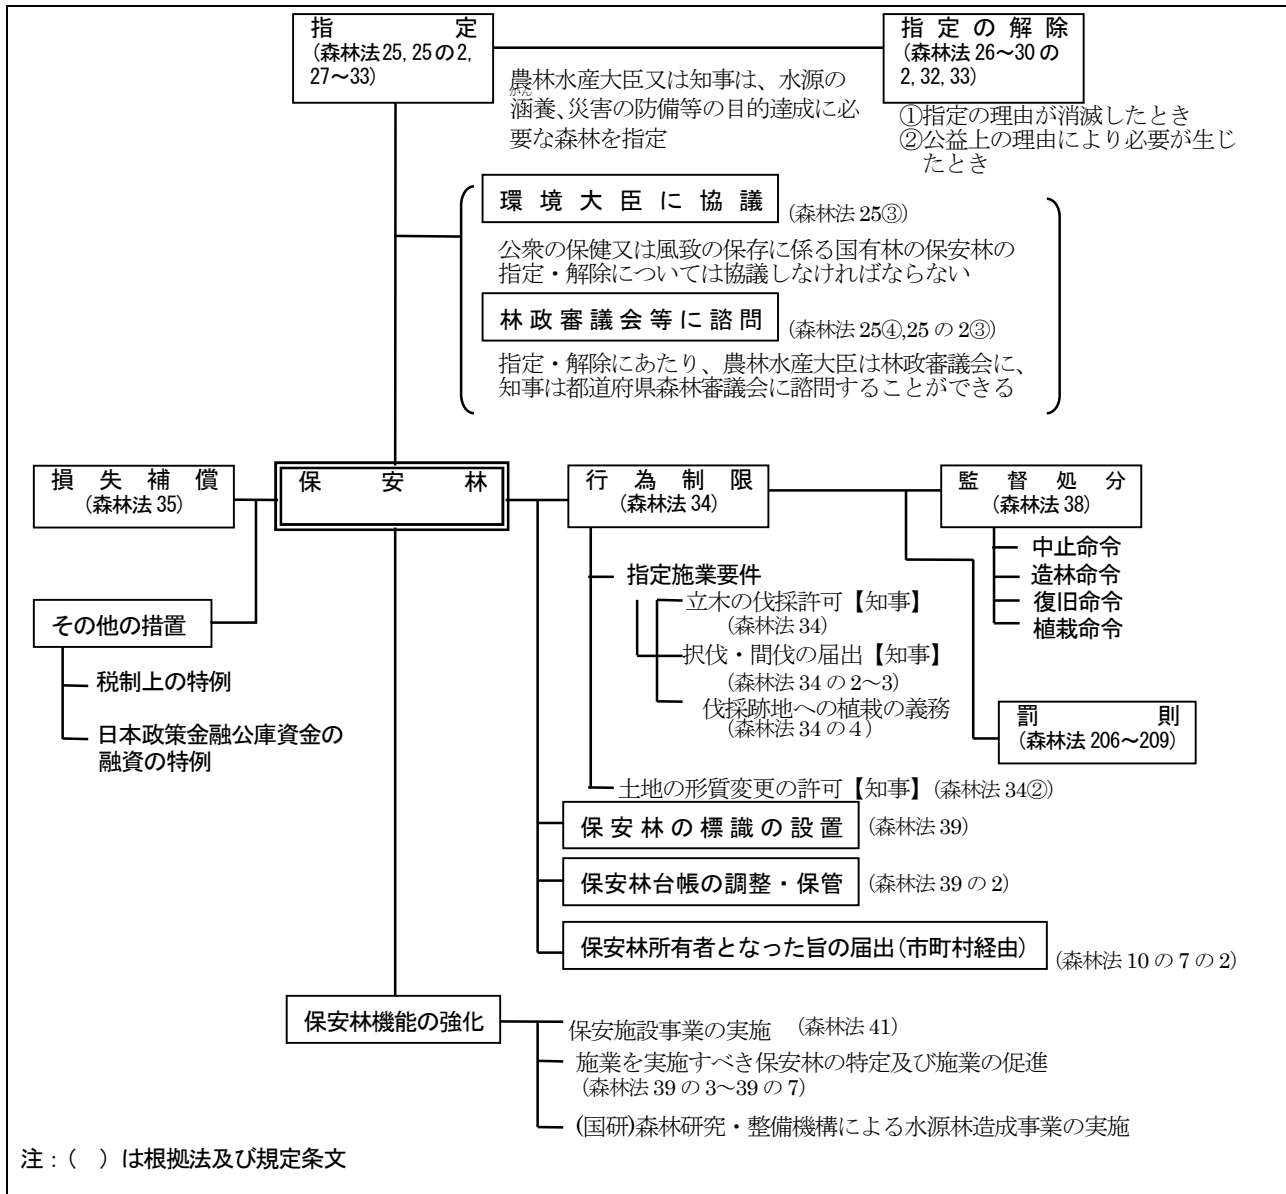 指定
(森林法25, 25の2,
27〜33)
指定の解除
(森林法 26〜30 の
2, 32, 33)
農林水産大臣又は知事は、水源の
かん
涵養、災害の防備等の目的達成に必
要な森林を指定
①指定の理由が消滅したとき
②公益上の理由により必要が生じ
たとき
環境大臣に協議
(森林法 25③)
公衆の保健又は風致の保存に係る国有林の保安林の
指定・解除については協議しなければならない
林政審議会等に諮問
(森林法 25④,25 の 2③)
指定・解除にあたり、農林水産大臣は林政審議会に、
知事は都道府県森林審議会に諮問することができる
損失補償
(森林法 35)
保安林
行為制限
(森林法 34)
監督処分
(森林法 38)
中止命令
造林命令
復旧命令
植栽命令
その他の措置
税制上の特例
日本政策金融公庫資金の
融資の特例
指定施業要件
立木の伐採許可【知事】
(森林法 34)
択伐・間伐の届出【知事】
(森林法 34 の 2〜3)
伐採跡地への植栽の義務
(森林法 34 の 4)
罰則
(森林法 206〜209)
土地の形質変更の許可【知事】(森林法 34②)
保安林の標識の設置
(森林法 39)
保安林台帳の調整・保管
(森林法 39 の 2)
保安林所有者となった旨の届出(市町村経由)
(森林法 10 の 7 の 2)
保安林機能の強化
保安施設事業の実施 (森林法 41)
施業を実施すべき保安林の特定及び施業の促進
(森林法 39 の 3〜39 の 7)
(国研)森林研究・整備機構による水源林造成事業の実施
注：( )は根拠法及び規定条文